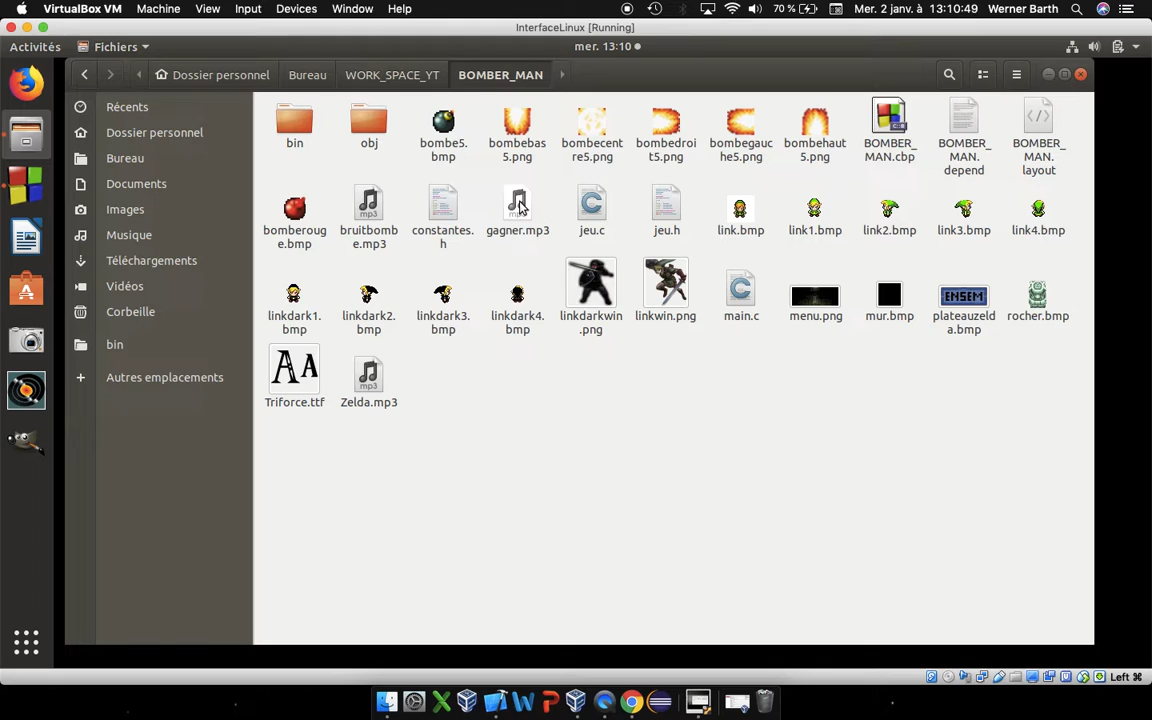 VirtualBox VM Machine View Input Devices Window Help 70 % Mer. 2 janv. à 13:10:49 Werner Barth
InterfaceLinux [Running]
Activités Fichiers mer. 13:10
Dossier personnel Bureau WORK_SPACE_YT BOMBER_MAN
Récents
Dossier personnel
Bureau
Documents
Images
Musique
Téléchargements
Vidéos
Corbeille
bin
Autres emplacements
bin
obj
bombe5.
bmp
bombebas
5.png
bombecent
re5.png
bombedroi
t5.png
bombegauc
he5.png
bombehaut
5.png
BOMBER_
MAN.cbp
BOMBER_
MAN.
depend
BOMBER_
MAN.
layout
bomberoug
e.bmp
mp3
bruitbomb
e.mp3
constantes.
h
mp3
gagner.mp3
C
jeu.c
jeu.h
link.bmp
link1.bmp
link2.bmp
link3.bmp
link4.bmp
linkdark1.
bmp
linkdark2.
bmp
linkdark3.
bmp
linkdark4.
bmp
linkdarkwin
.png
linkwin.png
C
main.c
menu.png
mur.bmp
ENSEM
plateauzeld
a.bmp
rocher.bmp
AA
Triforce.ttf
mp3
Zelda.mp3
Left ⌘